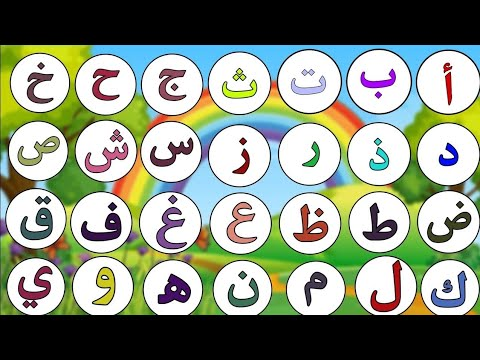 أ ب ت ث ج ح خ
د ذ ر ز س ش ص
ض ط ظ ع غ ف ق
ك ل م ن ه و ي